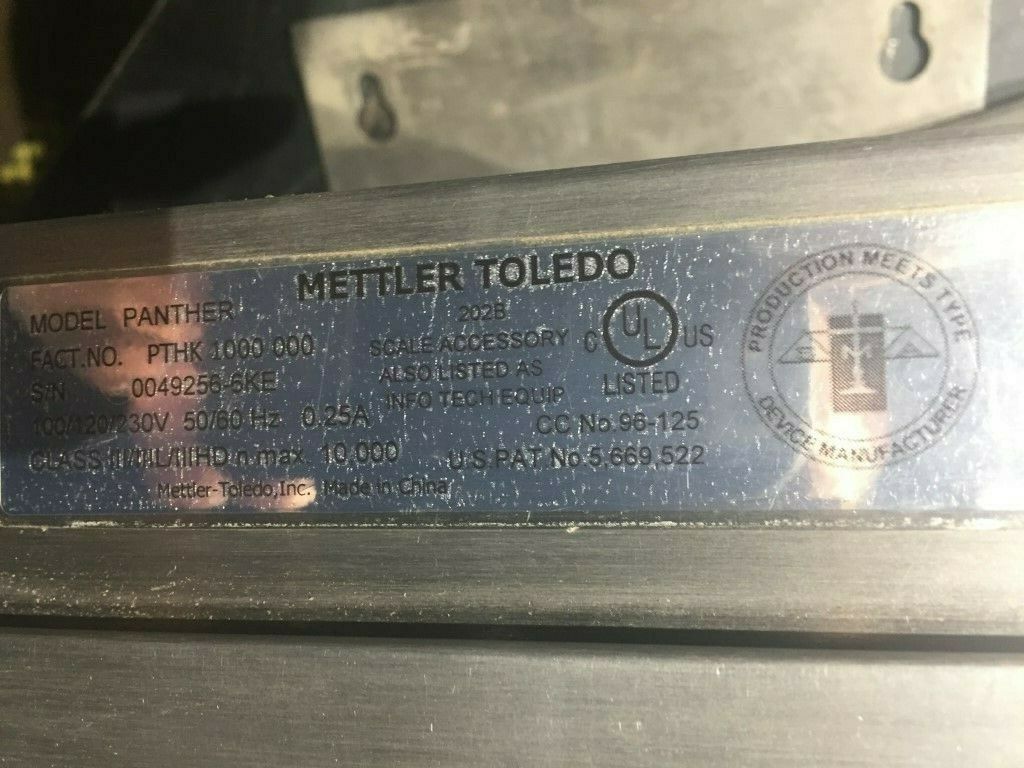 METTLER TOLEDO
MODEL PANTHER
FACT.NO. PTHK 1000 000
S/N 0049256-6KE
100/120/230V 50/60 Hz 0.25A
CLASS III/IIIL/IIIHD n max. 10 000
Mettler-Toledo, Inc. Made in China
202B
SCALE ACCESSORY
ALSO LISTED AS
INFO TECH EQUIP
C UL US
LISTED
CC No.96-125
U.S.PAT No.5,669,522
PRODUCTION MEETS TYPE
DEVICE MANUFACTURER